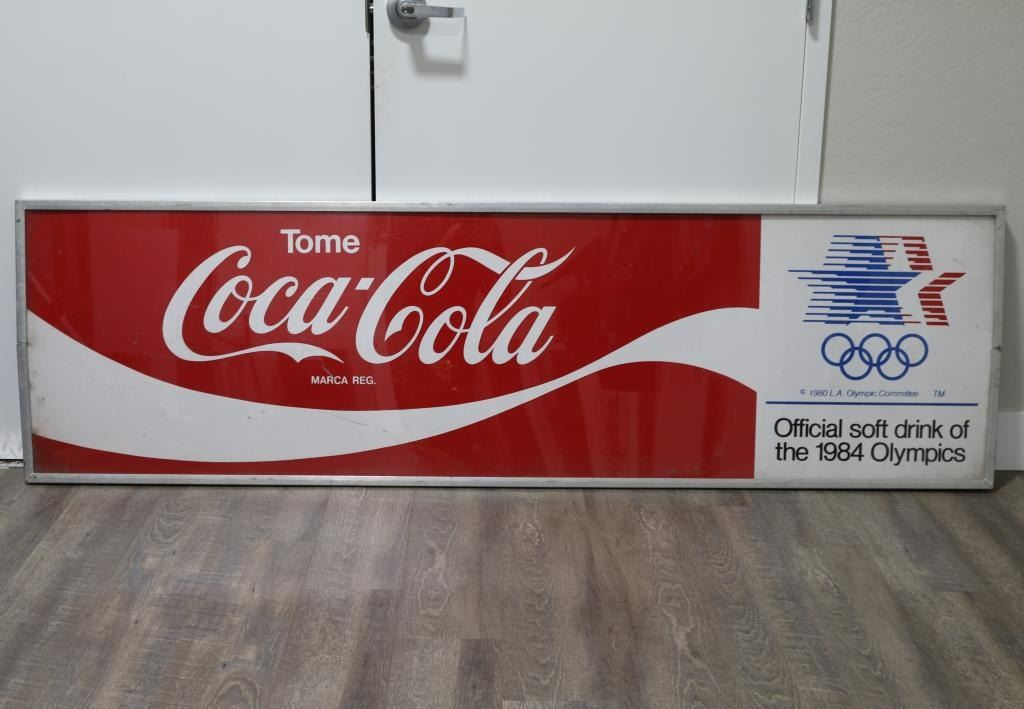 Tome
Coca-Cola
MARCA REG.
© 1980 L.A. Olympic Committee TM
Official soft drink of
the 1984 Olympics